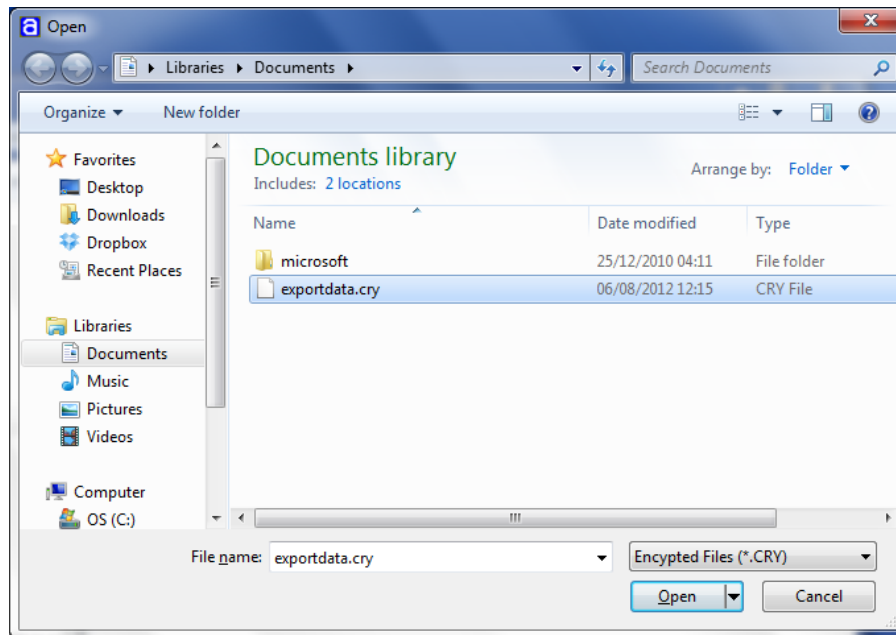 a Open
Libraries Documents
Search Documents
Organize New folder
Favorites
Desktop
Downloads
Dropbox
Recent Places
Libraries
Documents
Music
Pictures
Videos
Computer
OS (C:)
Documents library
Includes: 2 locations
Arrange by: Folder
Name Date modified Type
microsoft 25/12/2010 04:11 File folder
exportdata.cry 06/08/2012 12:15 CRY File
File name: exportdata.cry Encypted Files (*.CRY)
Open Cancel